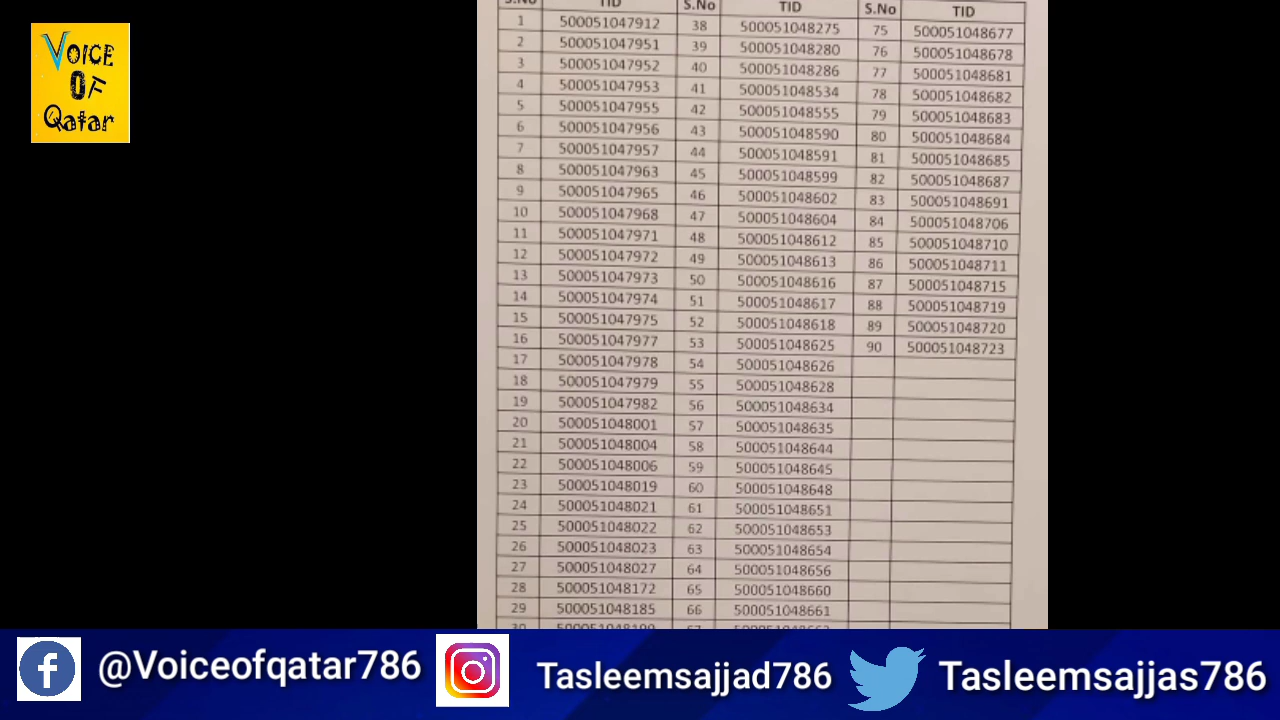 VOICE
OF
Qatar
S.No TID S.No TID S.No TID
1 500051047912 38 500051048275 75 500051048677
2 500051047951 39 500051048280 76 500051048678
3 500051047952 40 500051048286 77 500051048681
4 500051047953 41 500051048534 78 500051048682
5 500051047955 42 500051048555 79 500051048683
6 500051047956 43 500051048590 80 500051048684
7 500051047957 44 500051048591 81 500051048685
8 500051047963 45 500051048599 82 500051048687
9 500051047965 46 500051048602 83 500051048691
10 500051047968 47 500051048604 84 500051048706
11 500051047971 48 500051048612 85 500051048710
12 500051047972 49 500051048613 86 500051048711
13 500051047973 50 500051048616 87 500051048715
14 500051047974 51 500051048617 88 500051048719
15 500051047975 52 500051048618 89 500051048720
16 500051047977 53 500051048625 90 500051048723
17 500051047978 54 500051048626
18 500051047979 55 500051048628
19 500051047982 56 500051048634
20 500051048001 57 500051048635
21 500051048004 58 500051048644
22 500051048006 59 500051048645
23 500051048019 60 500051048648
24 500051048021 61 500051048651
25 500051048022 62 500051048653
26 500051048023 63 500051048654
27 500051048027 64 500051048656
28 500051048172 65 500051048660
29 500051048185 66 500051048661
@Voiceofqatar786 Tasleemsajjad786 Tasleemsajjas786